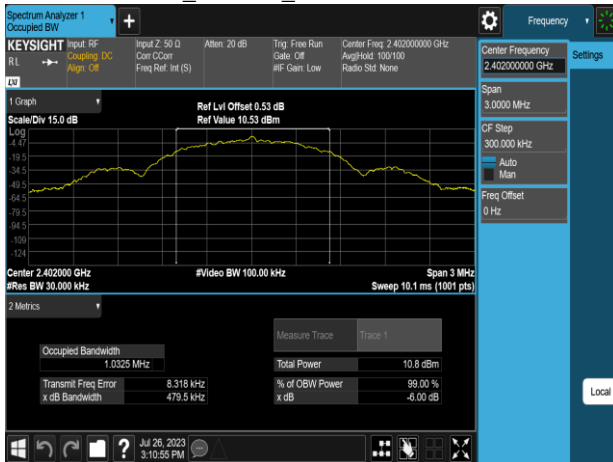 Spectrum Analyzer 1
Occupied BW
+
Frequency
KEYSIGHT
RL
LXI
Input: RF
Coupling: DC
Align: Off
Input Z: 50 Ω
Corr CCorr
Freq Ref: Int (S)
Atten: 20 dB
Trig: Free Run
Gate: Off
#IF Gain: Low
Center Freq: 2.402000000 GHz
Avg|Hold: 100/100
Radio Std: None
Center Frequency
2.402000000 GHz
Settings
Span
3.0000 MHz
CF Step
300.000 kHz
Auto
Man
Freq Offset
0 Hz
1 Graph
Scale/Div 15.0 dB
Ref Lvl Offset 0.53 dB
Ref Value 10.53 dBm
Log
-4.47
-19.5
-34.5
-49.5
-64.5
-79.5
-94.5
-109
-124
Center 2.402000 GHz
#Res BW 30.000 kHz
#Video BW 100.00 kHz
Span 3 MHz
Sweep 10.1 ms (1001 pts)
2 Metrics
Measure Trace
Trace 1
Occupied Bandwidth
1.0325 MHz
Total Power
10.8 dBm
Transmit Freq Error
8.318 kHz
% of OBW Power
99.00 %
x dB Bandwidth
479.5 kHz
x dB
-6.00 dB
Local
?
Jul 26, 2023
3:10:55 PM